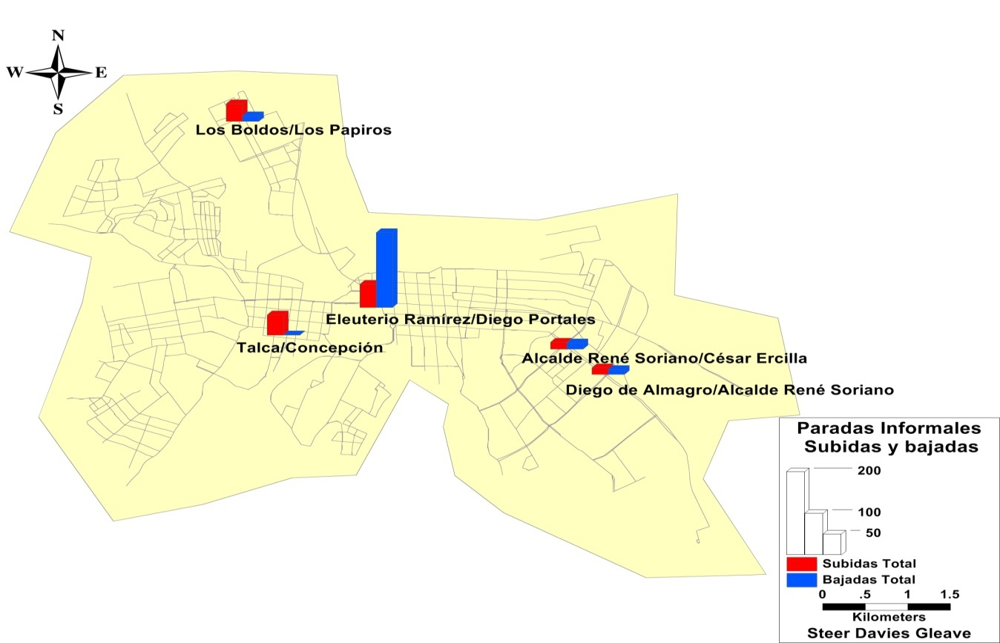 N
W E
S
Los Boldos/Los Papiros
Eleuterio Ramírez/Diego Portales
Talca/Concepción
Alcalde René Soriano/César Ercilla
Diego de Almagro/Alcalde René Soriano
Paradas Informales
Subidas y bajadas
200
100
50
Subidas Total
Bajadas Total
0 .5 1 1.5
Kilometers
Steer Davies Gleave